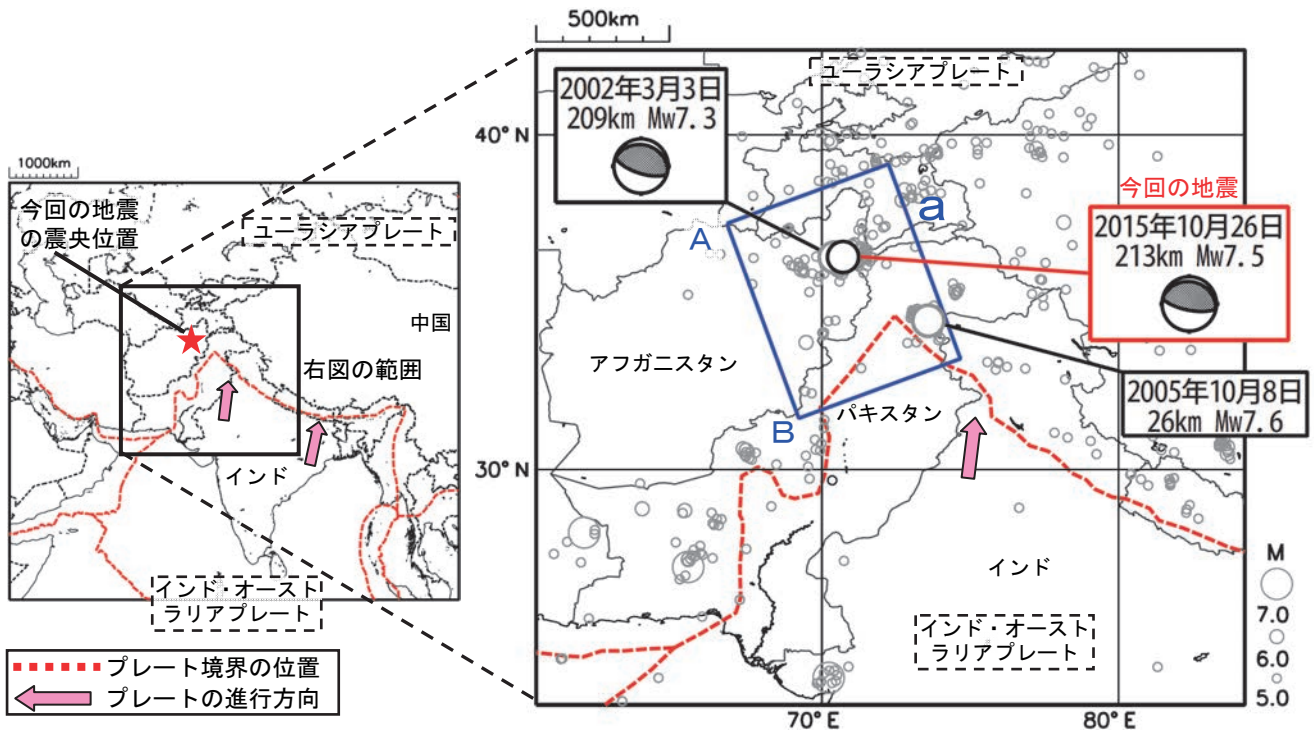 1000km
今回の地震
の震央位置
ユーラシアプレート
中国
右図の範囲
インド
インド・オースト
ラリアプレート
プレート境界の位置
プレートの進行方向
500km
ユーラシアプレート
2002年3月3日
209km Mw7.3
40°N
A
a
今回の地震
2015年10月26日
213km Mw7.5
アフガニスタン
2005年10月8日
26km Mw7.6
パキスタン
B
30°N
インド
インド・オースト
ラリアプレート
M
7.0
6.0
5.0
70°E
80°E